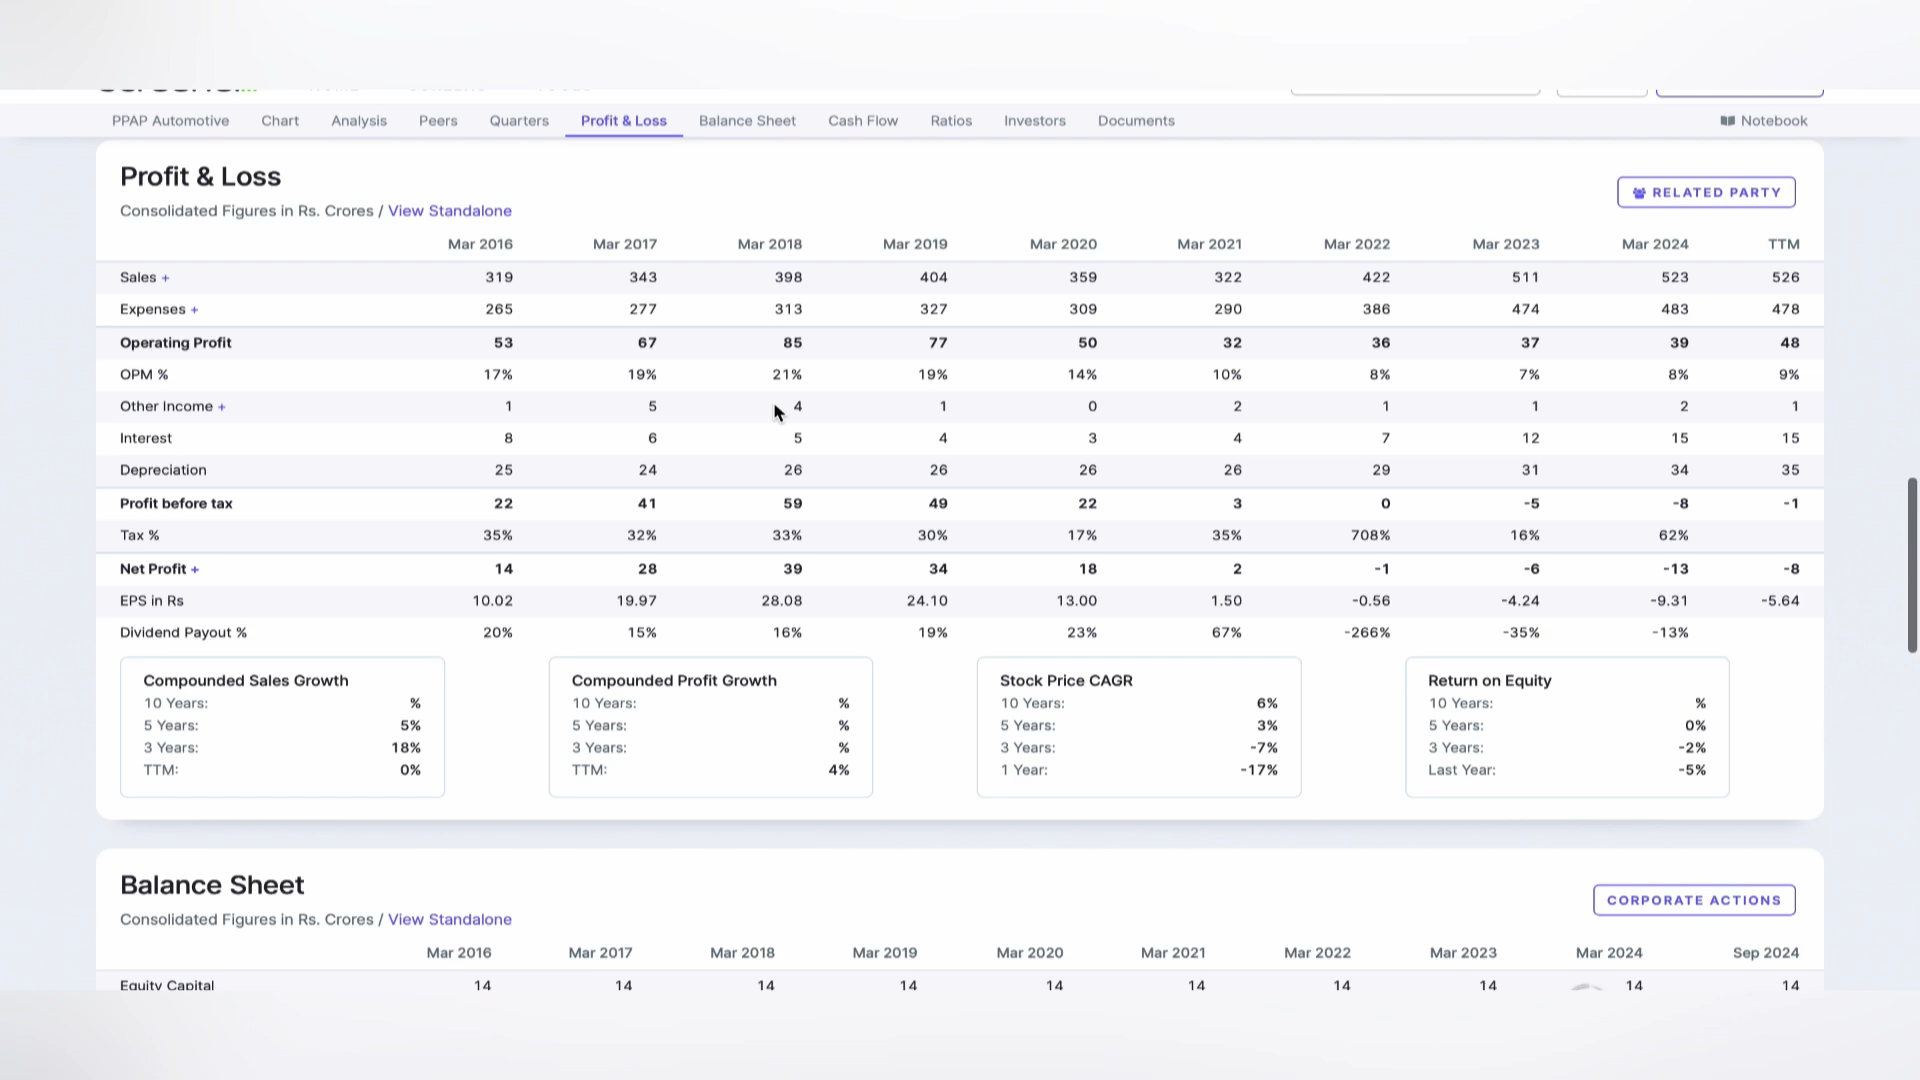 PPAP Automotive Chart Analysis Peers Quarters Profit & Loss Balance Sheet Cash Flow Ratios Investors Documents Notebook
Profit & Loss
RELATED PARTY
Consolidated Figures in Rs. Crores / View Standalone
Mar 2016 Mar 2017 Mar 2018 Mar 2019 Mar 2020 Mar 2021 Mar 2022 Mar 2023 Mar 2024 TTM
Sales + 319 343 398 404 359 322 422 511 523 526
Expenses + 265 277 313 327 309 290 386 474 483 478
Operating Profit 53 67 85 77 50 32 36 37 39 48
OPM % 17% 19% 21% 19% 14% 10% 8% 7% 8% 9%
Other Income + 1 5 4 1 0 2 1 1 2 1
Interest 8 6 5 4 3 4 7 12 15 15
Depreciation 25 24 26 26 26 26 29 31 34 35
Profit before tax 22 41 59 49 22 3 0 -5 -8 -1
Tax % 35% 32% 33% 30% 17% 35% 708% 16% 62%
Net Profit + 14 28 39 34 18 2 -1 -6 -13 -8
EPS in Rs 10.02 19.97 28.08 24.10 13.00 1.50 -0.56 -4.24 -9.31 -5.64
Dividend Payout % 20% 15% 16% 19% 23% 67% -266% -35% -13%
Compounded Sales Growth
10 Years: %
5 Years: 5%
3 Years: 18%
TTM: 0%
Compounded Profit Growth
10 Years: %
5 Years: %
3 Years: %
TTM: 4%
Stock Price CAGR
10 Years: 6%
5 Years: 3%
3 Years: -7%
1 Year: -17%
Return on Equity
10 Years: %
5 Years: 0%
3 Years: -2%
Last Year: -5%
Balance Sheet
CORPORATE ACTIONS
Consolidated Figures in Rs. Crores / View Standalone
Mar 2016 Mar 2017 Mar 2018 Mar 2019 Mar 2020 Mar 2021 Mar 2022 Mar 2023 Mar 2024 Sep 2024
Equity Capital 14 14 14 14 14 14 14 14 14 14